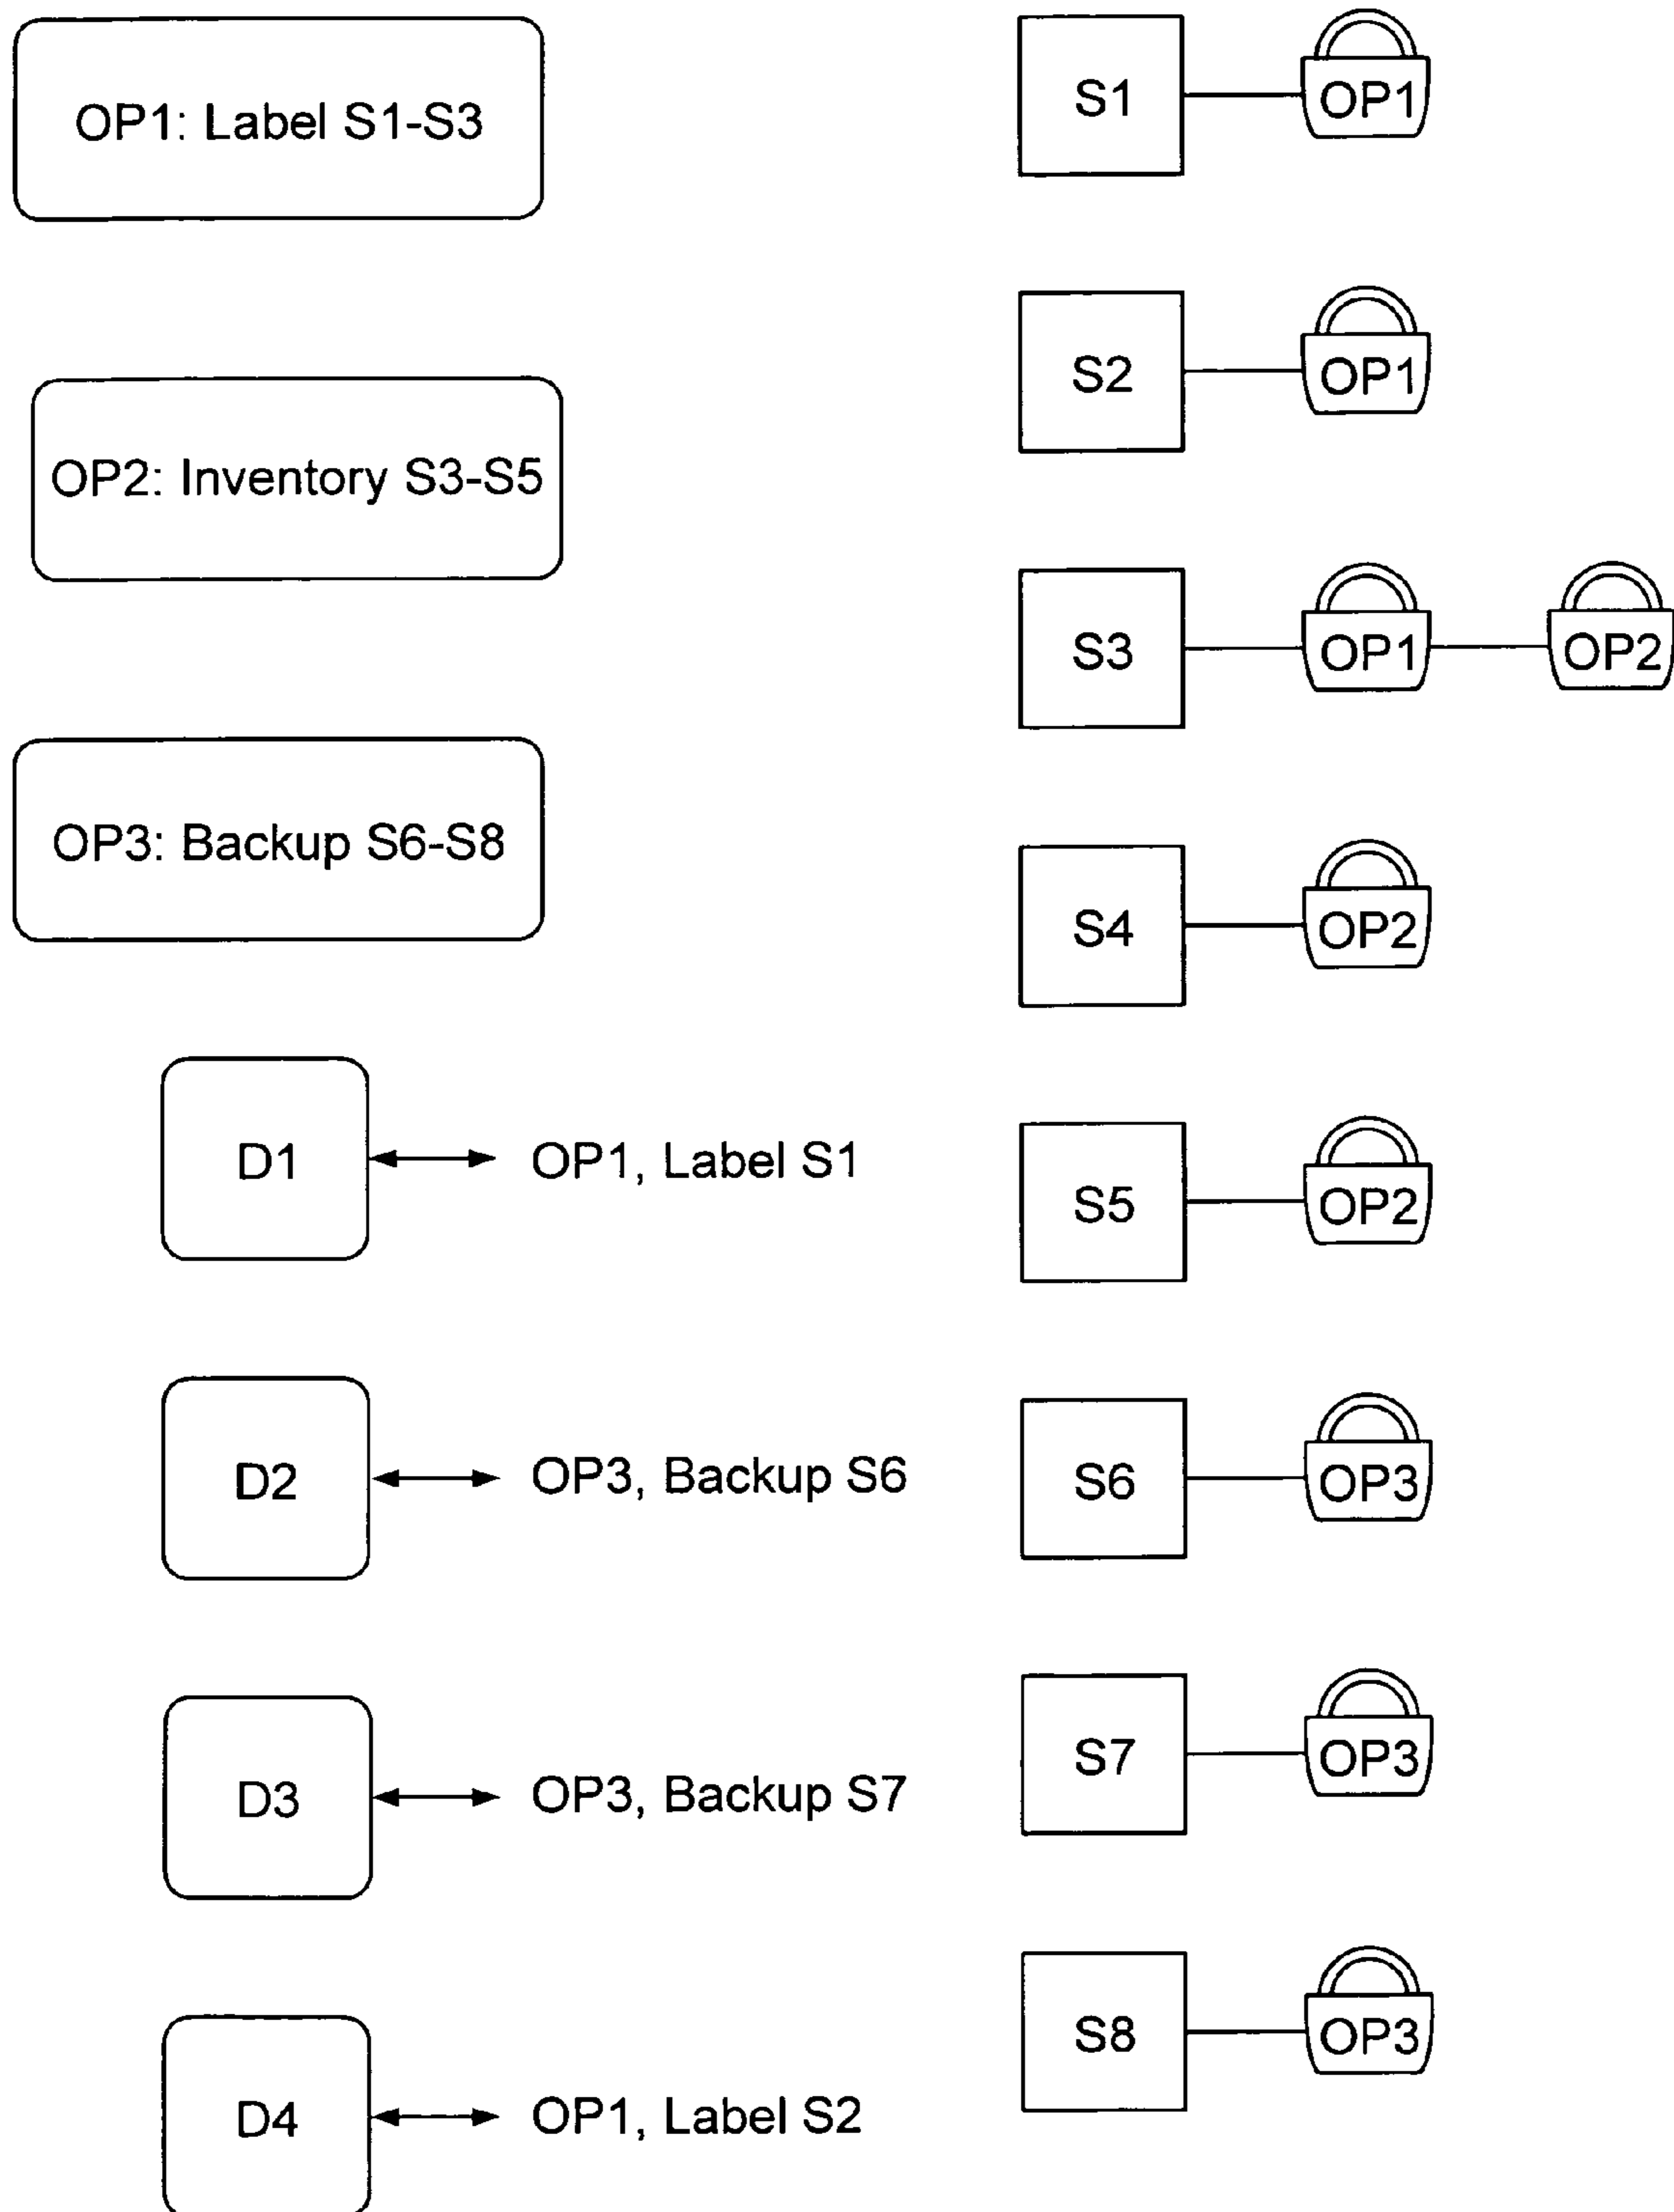 OP1: Label S1-S3
OP2: Inventory S3-S5
OP3: Backup S6-S8
D1
OP1, Label S1
D2
OP3, Backup S6
D3
OP3, Backup S7
D4
OP1, Label S2
S1
OP1
S2
OP1
S3
OP1
OP2
S4
OP2
S5
OP2
S6
OP3
S7
OP3
S8
OP3